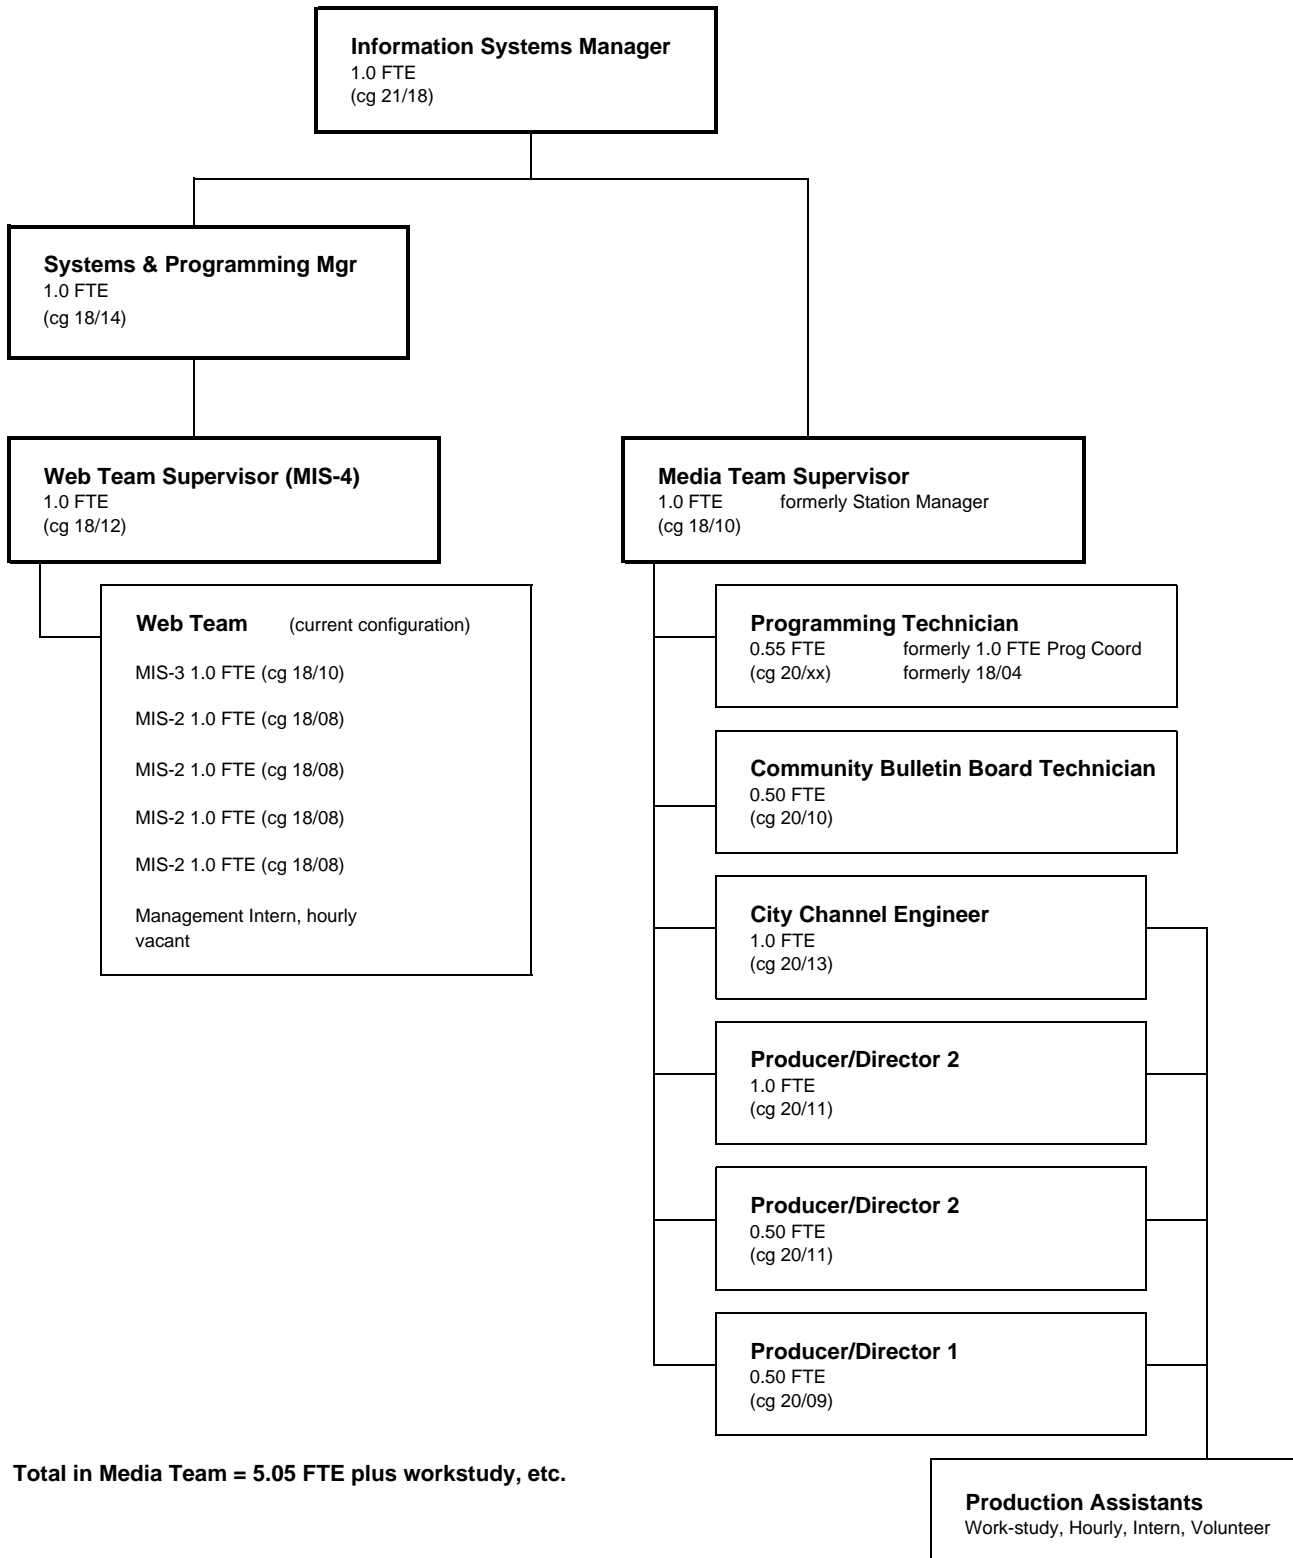 Information Systems Manager
1.0 FTE
(cg 21/18)
Systems & Programming Mgr
1.0 FTE
(cg 18/14)
Web Team Supervisor (MIS-4)
1.0 FTE
(cg 18/12)
Web Team (current configuration)
MIS-3 1.0 FTE (cg 18/10)
MIS-2 1.0 FTE (cg 18/08)
MIS-2 1.0 FTE (cg 18/08)
MIS-2 1.0 FTE (cg 18/08)
MIS-2 1.0 FTE (cg 18/08)
Management Intern, hourly
vacant
Media Team Supervisor
1.0 FTE formerly Station Manager
(cg 18/10)
Programming Technician
0.55 FTE formerly 1.0 FTE Prog Coord
(cg 20/xx) formerly 18/04
Community Bulletin Board Technician
0.50 FTE
(cg 20/10)
City Channel Engineer
1.0 FTE
(cg 20/13)
Producer/Director 2
1.0 FTE
(cg 20/11)
Producer/Director 2
0.50 FTE
(cg 20/11)
Producer/Director 1
0.50 FTE
(cg 20/09)
Total in Media Team = 5.05 FTE plus workstudy, etc.
Production Assistants
Work-study, Hourly, Intern, Volunteer